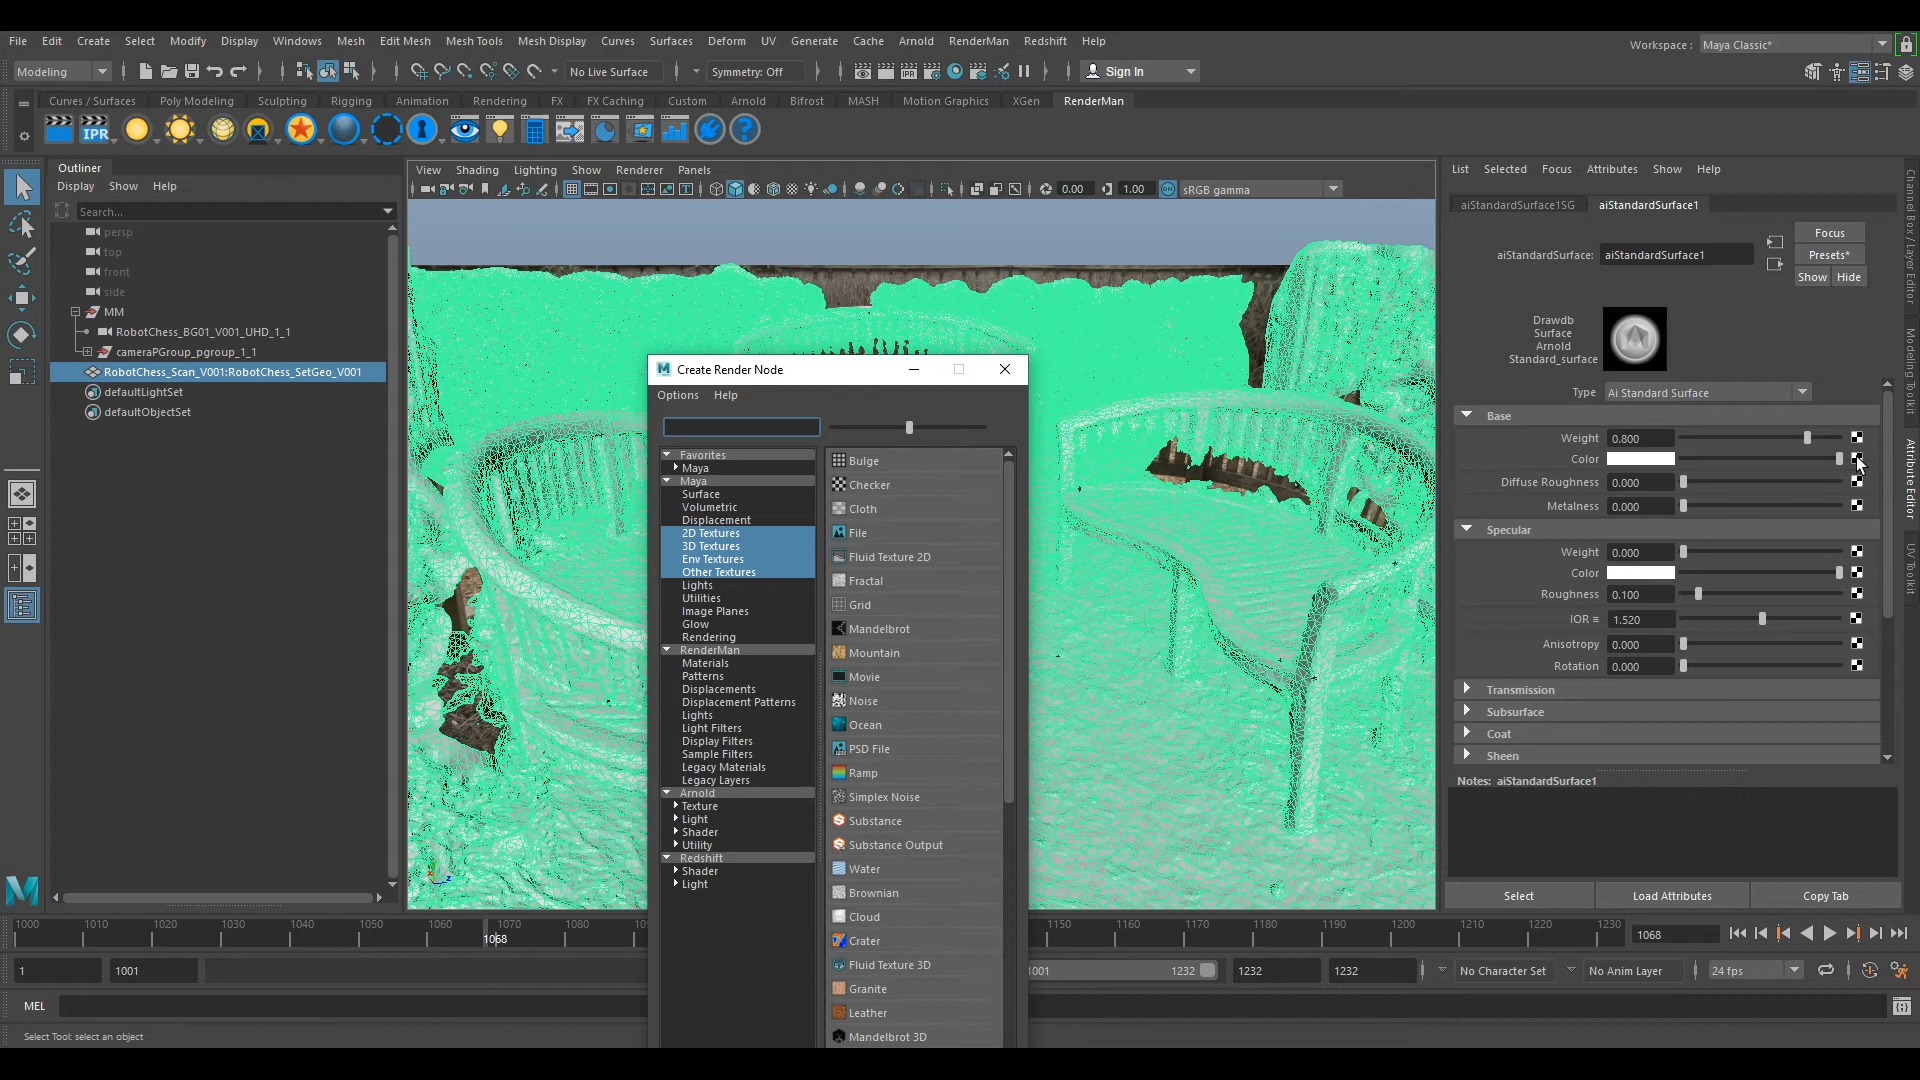 File Edit Create Select Modify Display Windows Mesh Edit Mesh Mesh Tools Mesh Display Curves Surfaces Deform UV Generate Cache Arnold RenderMan Redshift Help
Workspace : Maya Classic*
Modeling No Live Surface Symmetry: Off Sign In
Curves / Surfaces Poly Modeling Sculpting Rigging Animation Rendering FX FX Caching Custom Arnold Bifrost MASH Motion Graphics XGen RenderMan
IPR
Outliner
Display Show Help
Search...
persp
top
front
side
MM
RobotChess_BG01_V001_UHD_1_1
cameraPGroup_pgroup_1_1
RobotChess_Scan_V001:RobotChess_SetGeo_V001
defaultLightSet
defaultObjectSet
View Shading Lighting Show Renderer Panels
0.00 1.00 ON sRGB gamma
Create Render Node
Options Help
Favorites
Maya
Maya
Surface
Volumetric
Displacement
2D Textures
3D Textures
Env Textures
Other Textures
Lights
Utilities
Image Planes
Glow
Rendering
RenderMan
Materials
Patterns
Displacements
Displacement Patterns
Lights
Light Filters
Display Filters
Sample Filters
Legacy Materials
Legacy Layers
Arnold
Texture
Light
Shader
Utility
Redshift
Shader
Light
Bulge
Checker
Cloth
File
Fluid Texture 2D
Fractal
Grid
Mandelbrot
Mountain
Movie
Noise
Ocean
PSD File
Ramp
Simplex Noise
Substance
Substance Output
Water
Brownian
Cloud
Crater
Fluid Texture 3D
Granite
Leather
Mandelbrot 3D
List Selected Focus Attributes Show Help
aiStandardSurface1SG aiStandardSurface1
aiStandardSurface: aiStandardSurface1
Focus
Presets*
Show Hide
Drawdb
Surface
Arnold
Standard_surface
Type Ai Standard Surface
Base
Weight 0.800
Color
Diffuse Roughness 0.000
Metalness 0.000
Specular
Weight 0.000
Color
Roughness 0.100
IOR 1.520
Anisotropy 0.000
Rotation 0.000
Transmission
Subsurface
Coat
Sheen
Notes: aiStandardSurface1
Select Load Attributes Copy Tab
Channel Box / Layer Editor
Modeling Toolkit
Attribute Editor
UV Toolkit
1000 1010 1020 1030 1040 1050 1060 1070 1080 1150 1160 1170 1180 1190 1200 1210 1220 1230
1068 1068
1 1001 1001 1232 1232 1232 No Character Set No Anim Layer 24 fps
MEL
Select Tool: select an object